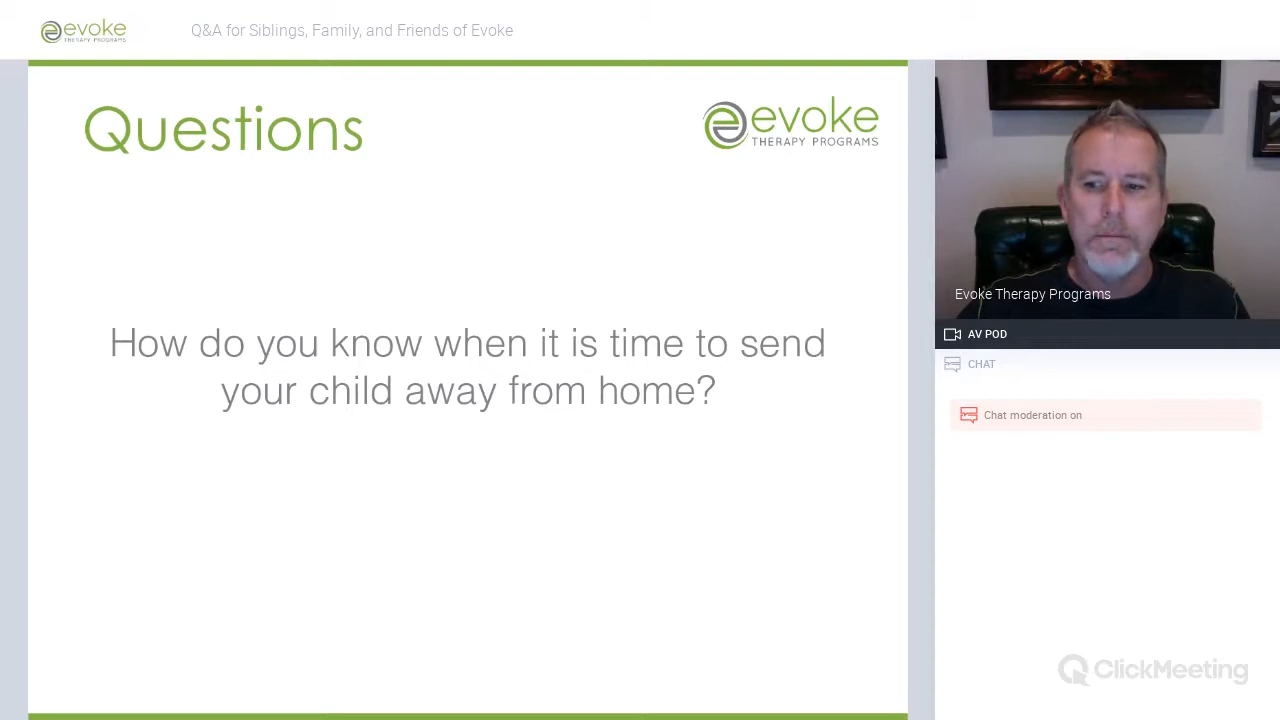 evoke
THERAPY PROGRAMS
Q&A for Siblings, Family, and Friends of Evoke
Questions
evoke
THERAPY PROGRAMS
How do you know when it is time to send
your child away from home?
Evoke Therapy Programs
AV POD
CHAT
Chat moderation on
ClickMeeting